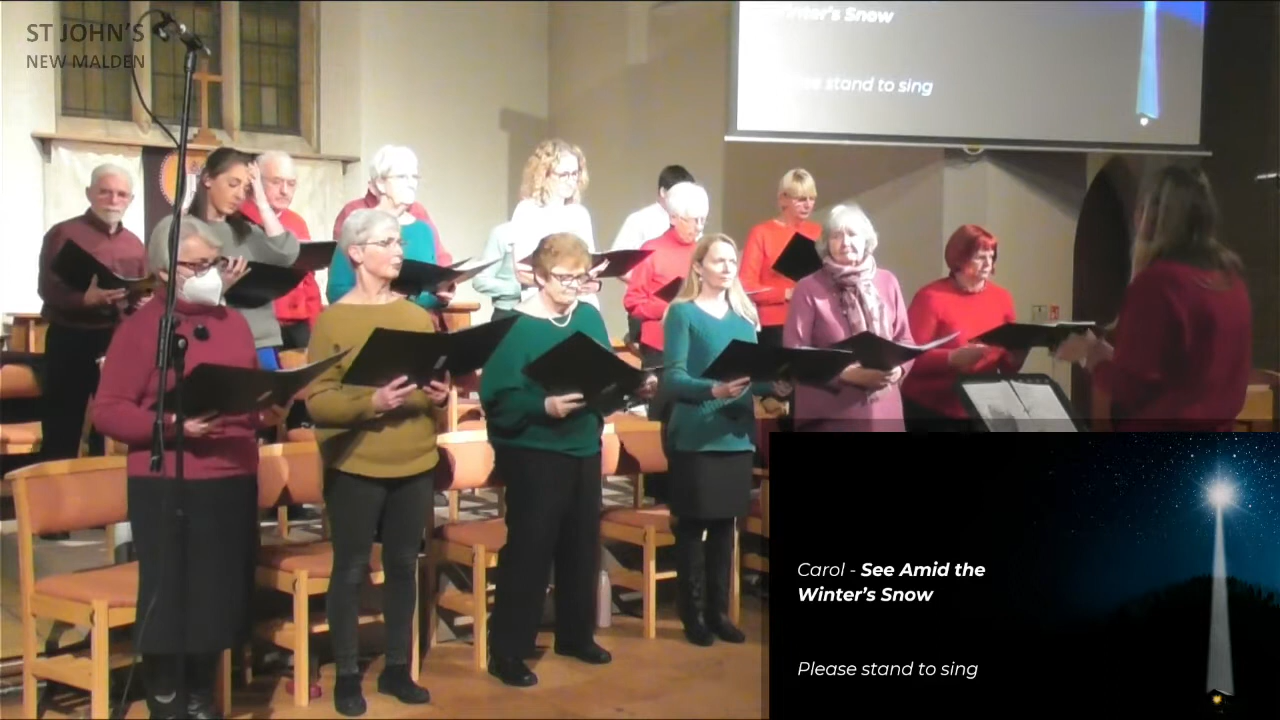 ST JOHN'S
NEW MALDEN
Winter's Snow
stand to sing
Carol - See Amid the
Winter's Snow
Please stand to sing